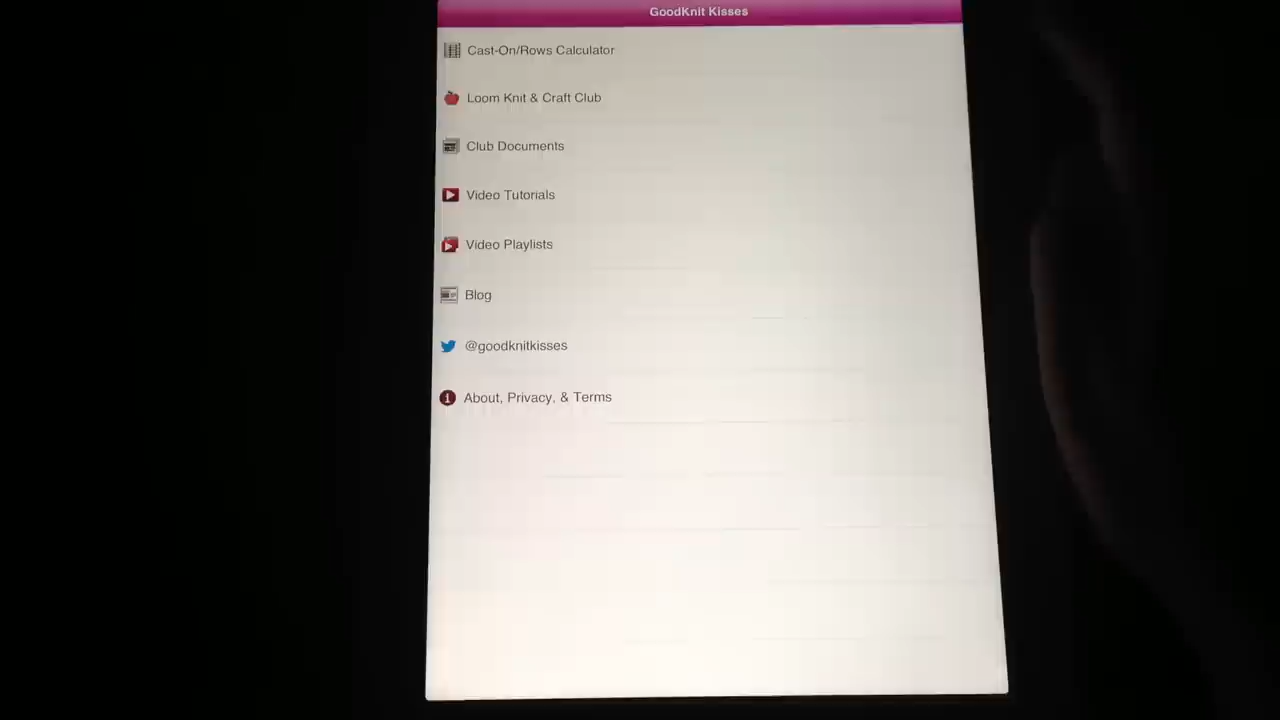 GoodKnit Kisses
Cast-On/Rows Calculator
Loom Knit & Craft Club
Club Documents
Video Tutorials
Video Playlists
Blog
@goodknitkisses
About, Privacy, & Terms